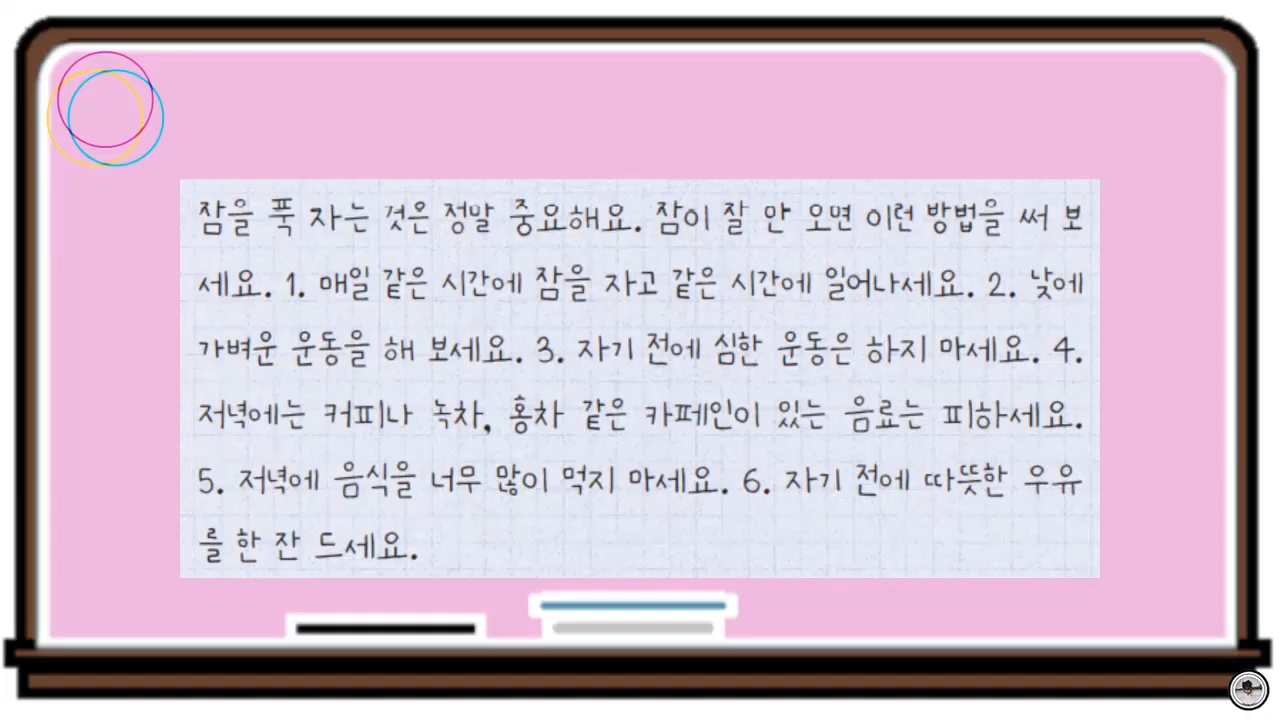 잠을 푹 자는 것은 정말 중요해요. 잠이 잘 안 오면 이런 방법을 써 보
세요. 1. 매일 같은 시간에 잠을 자고 같은 시간에 일어나세요. 2. 낮에
가벼운 운동을 해 보세요. 3. 자기 전에 심한 운동은 하지 마세요. 4.
저녁에는 커피나 녹차, 홍차 같은 카페인이 있는 음료는 피하세요.
5. 저녁에 음식을 너무 많이 먹지 마세요. 6. 자기 전에 따뜻한 우유
를 한 잔 드세요.